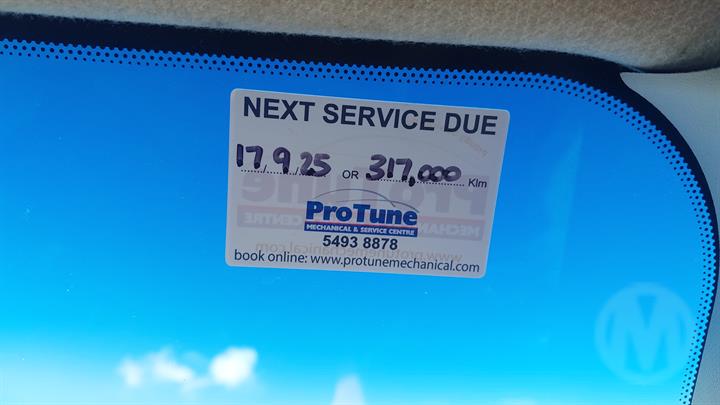 NEXT SERVICE DUE
17/9/25 OR 317,000 Klm
ProTune
MECHANICAL & SERVICE CENTRE
5493 8878
book online: www.protunemechanical.com
M